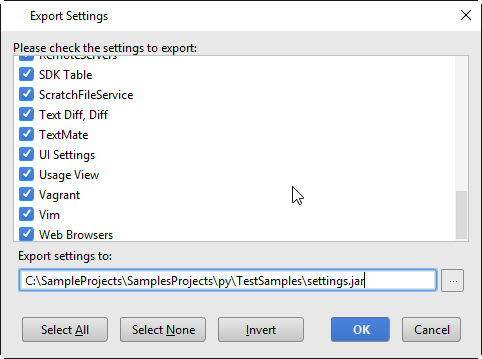 Export Settings
Please check the settings to export:
RemoteServers
SDK Table
ScratchFileService
Text Diff, Diff
TextMate
UI Settings
Usage View
Vagrant
Vim
Web Browsers
Export settings to:
C:\SampleProjects\SamplesProjects\py\TestSamples\settings.jar
...
Select All
Select None
Invert
OK
Cancel